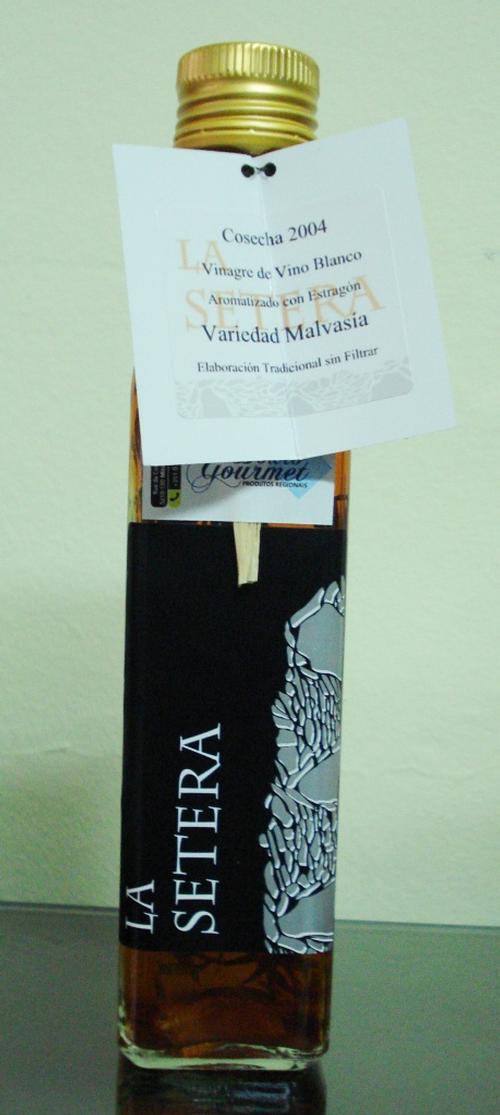 Cosecha 2004
LA
Vinagre de Vino Blanco
Aromatizado con Estragón
SETERA
Variedad Malvasía
Elaboración Tradicional sin Filtrar
Gourmet
PRODUTOS REGIONAIS
LA
SETERA